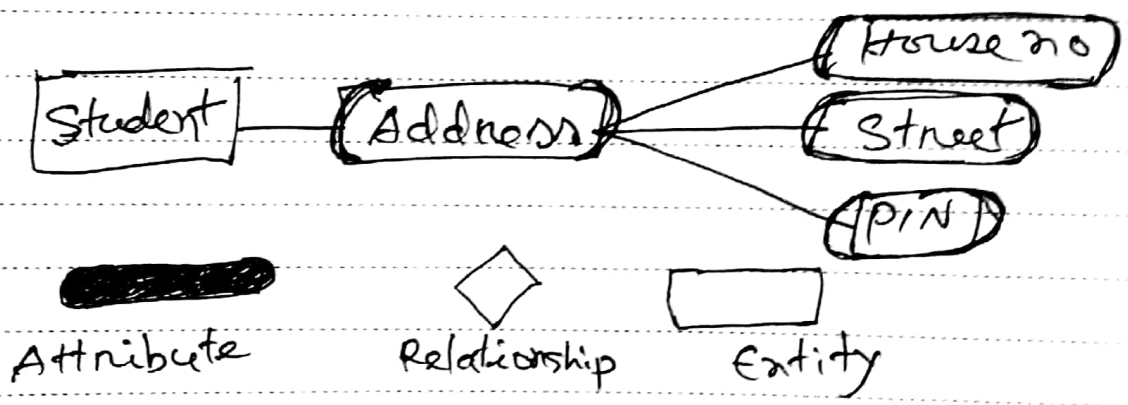 House no
Student Address Street
PIN
Attribute Relationship Entity